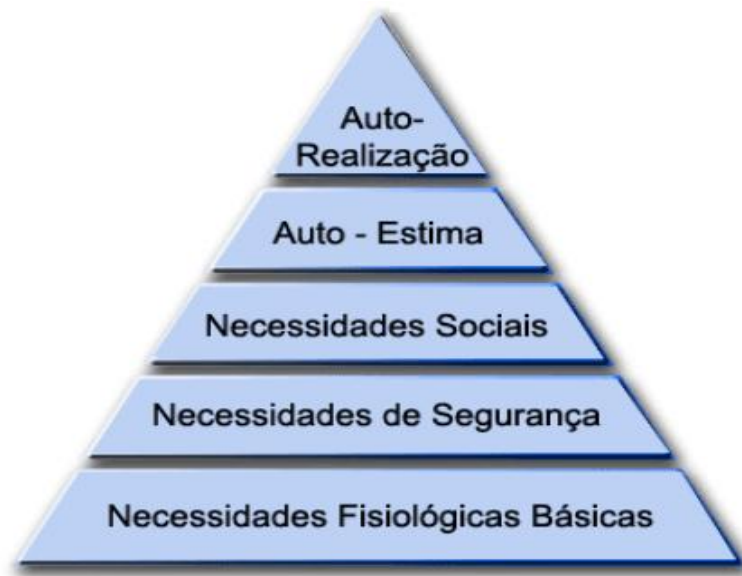 Auto-
Realização
Auto - Estima
Necessidades Sociais
Necessidades de Segurança
Necessidades Fisiológicas Básicas